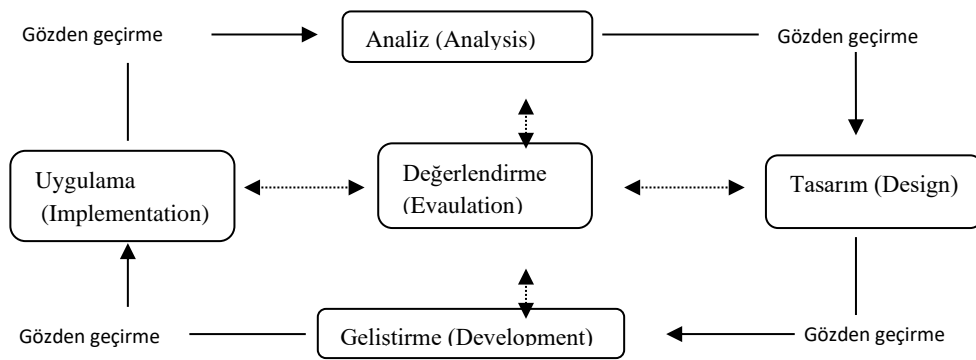 Gözden geçirme
Analiz (Analysis)
Gözden geçirme
Uygulama
(Implementation)
Değerlendirme
(Evaulation)
Tasarım (Design)
Gözden geçirme
Gelistirme (Development)
Gözden geçirme